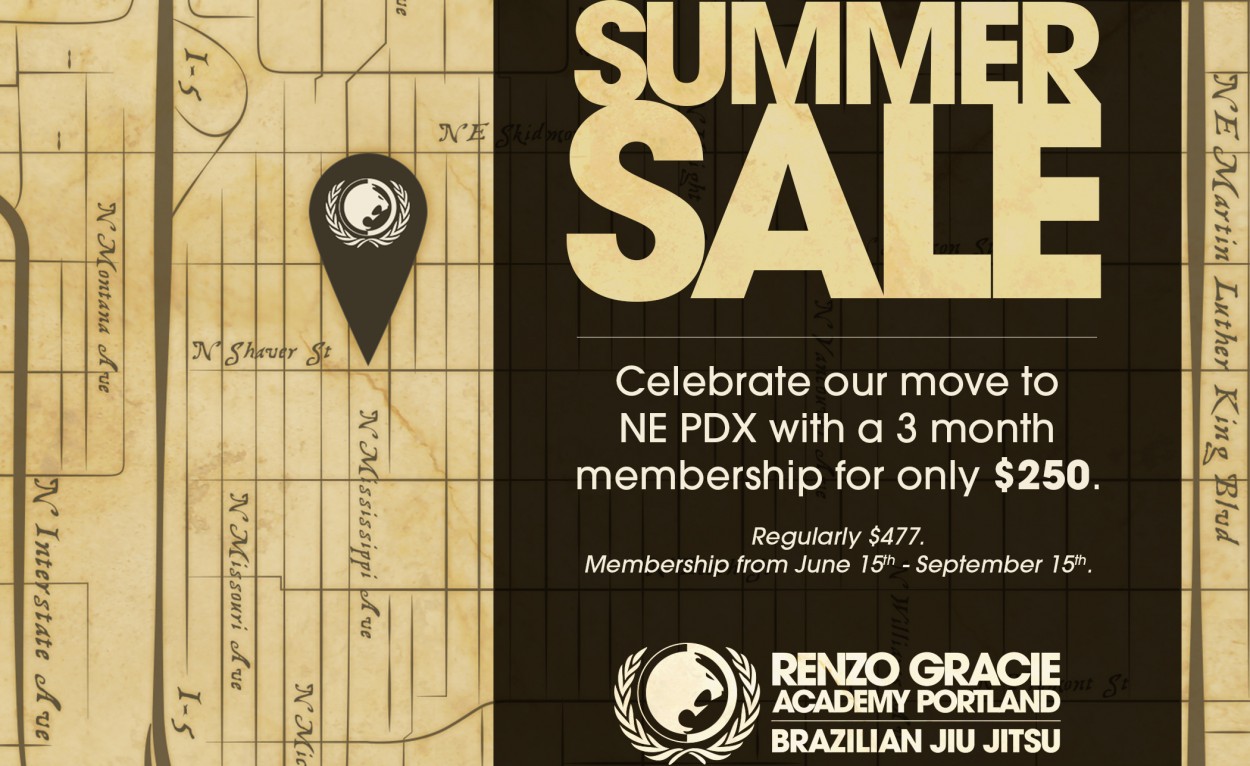 SUMMER
SALE
Celebrate our move to
NE PDX with a 3 month
membership for only $250.
Regularly $477.
Membership from June 15th - September 15th.
RENZO GRACIE
ACADEMY PORTLAND
BRAZILIAN JIU JITSU
I-5
NE
N Montana Ave
N Shaver St
N Mississippi Ave
N Missouri Ave
N Interstate Ave
I-5
NE Martin Luther King Blvd